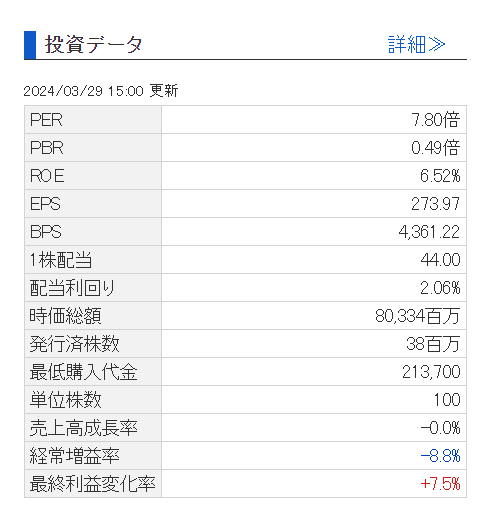 投資データ 詳細≫
2024/03/29 15:00 更新
PER 7.80倍
PBR 0.49倍
ROE 6.52%
EPS 273.97
BPS 4,361.22
1株配当 44.00
配当利回り 2.06%
時価総額 80,334百万
発行済株数 38百万
最低購入代金 213,700
単位株数 100
売上高成長率 -0.0%
経常増益率 -8.8%
最終利益変化率 +7.5%